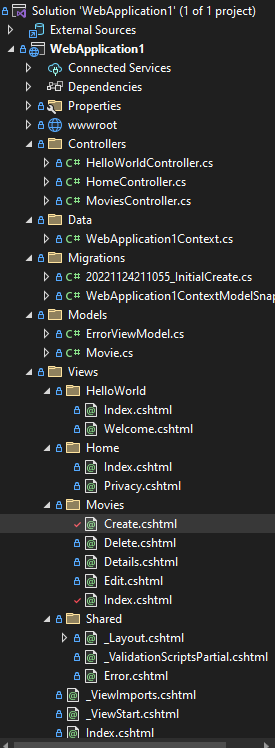 Solution 'WebApplication1' (1 of 1 project)
External Sources
WebApplication1
Connected Services
Dependencies
Properties
wwwroot
Controllers
C# HelloWorldController.cs
C# HomeController.cs
C# MoviesController.cs
Data
C# WebApplication1Context.cs
Migrations
C# 20221124211055_InitialCreate.cs
C# WebApplication1ContextModelSnap
Models
C# ErrorViewModel.cs
C# Movie.cs
Views
HelloWorld
Index.cshtml
Welcome.cshtml
Home
Index.cshtml
Privacy.cshtml
Movies
Create.cshtml
Delete.cshtml
Details.cshtml
Edit.cshtml
Index.cshtml
Shared
_Layout.cshtml
_ValidationScriptsPartial.cshtml
Error.cshtml
_ViewImports.cshtml
_ViewStart.cshtml
Index.cshtml